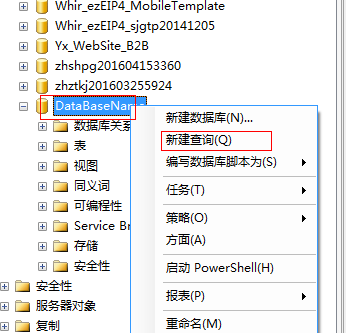 Whir_ezEIP4_MobileTemplate
Whir_ezEIP4_sjgtp20141205
Yx_WebSite_B2B
zhshpg201604153360
zhztkj201603255924
DataBaseName
数据库关系
表
视图
同义词
可编程性
Service Br
存储
安全性
安全性
服务器对象
复制
新建数据库(N)...
新建查询(Q)
编写数据库脚本为(S)
任务(T)
策略(O)
方面(A)
启动 PowerShell(H)
报表(P)
重命名(M)